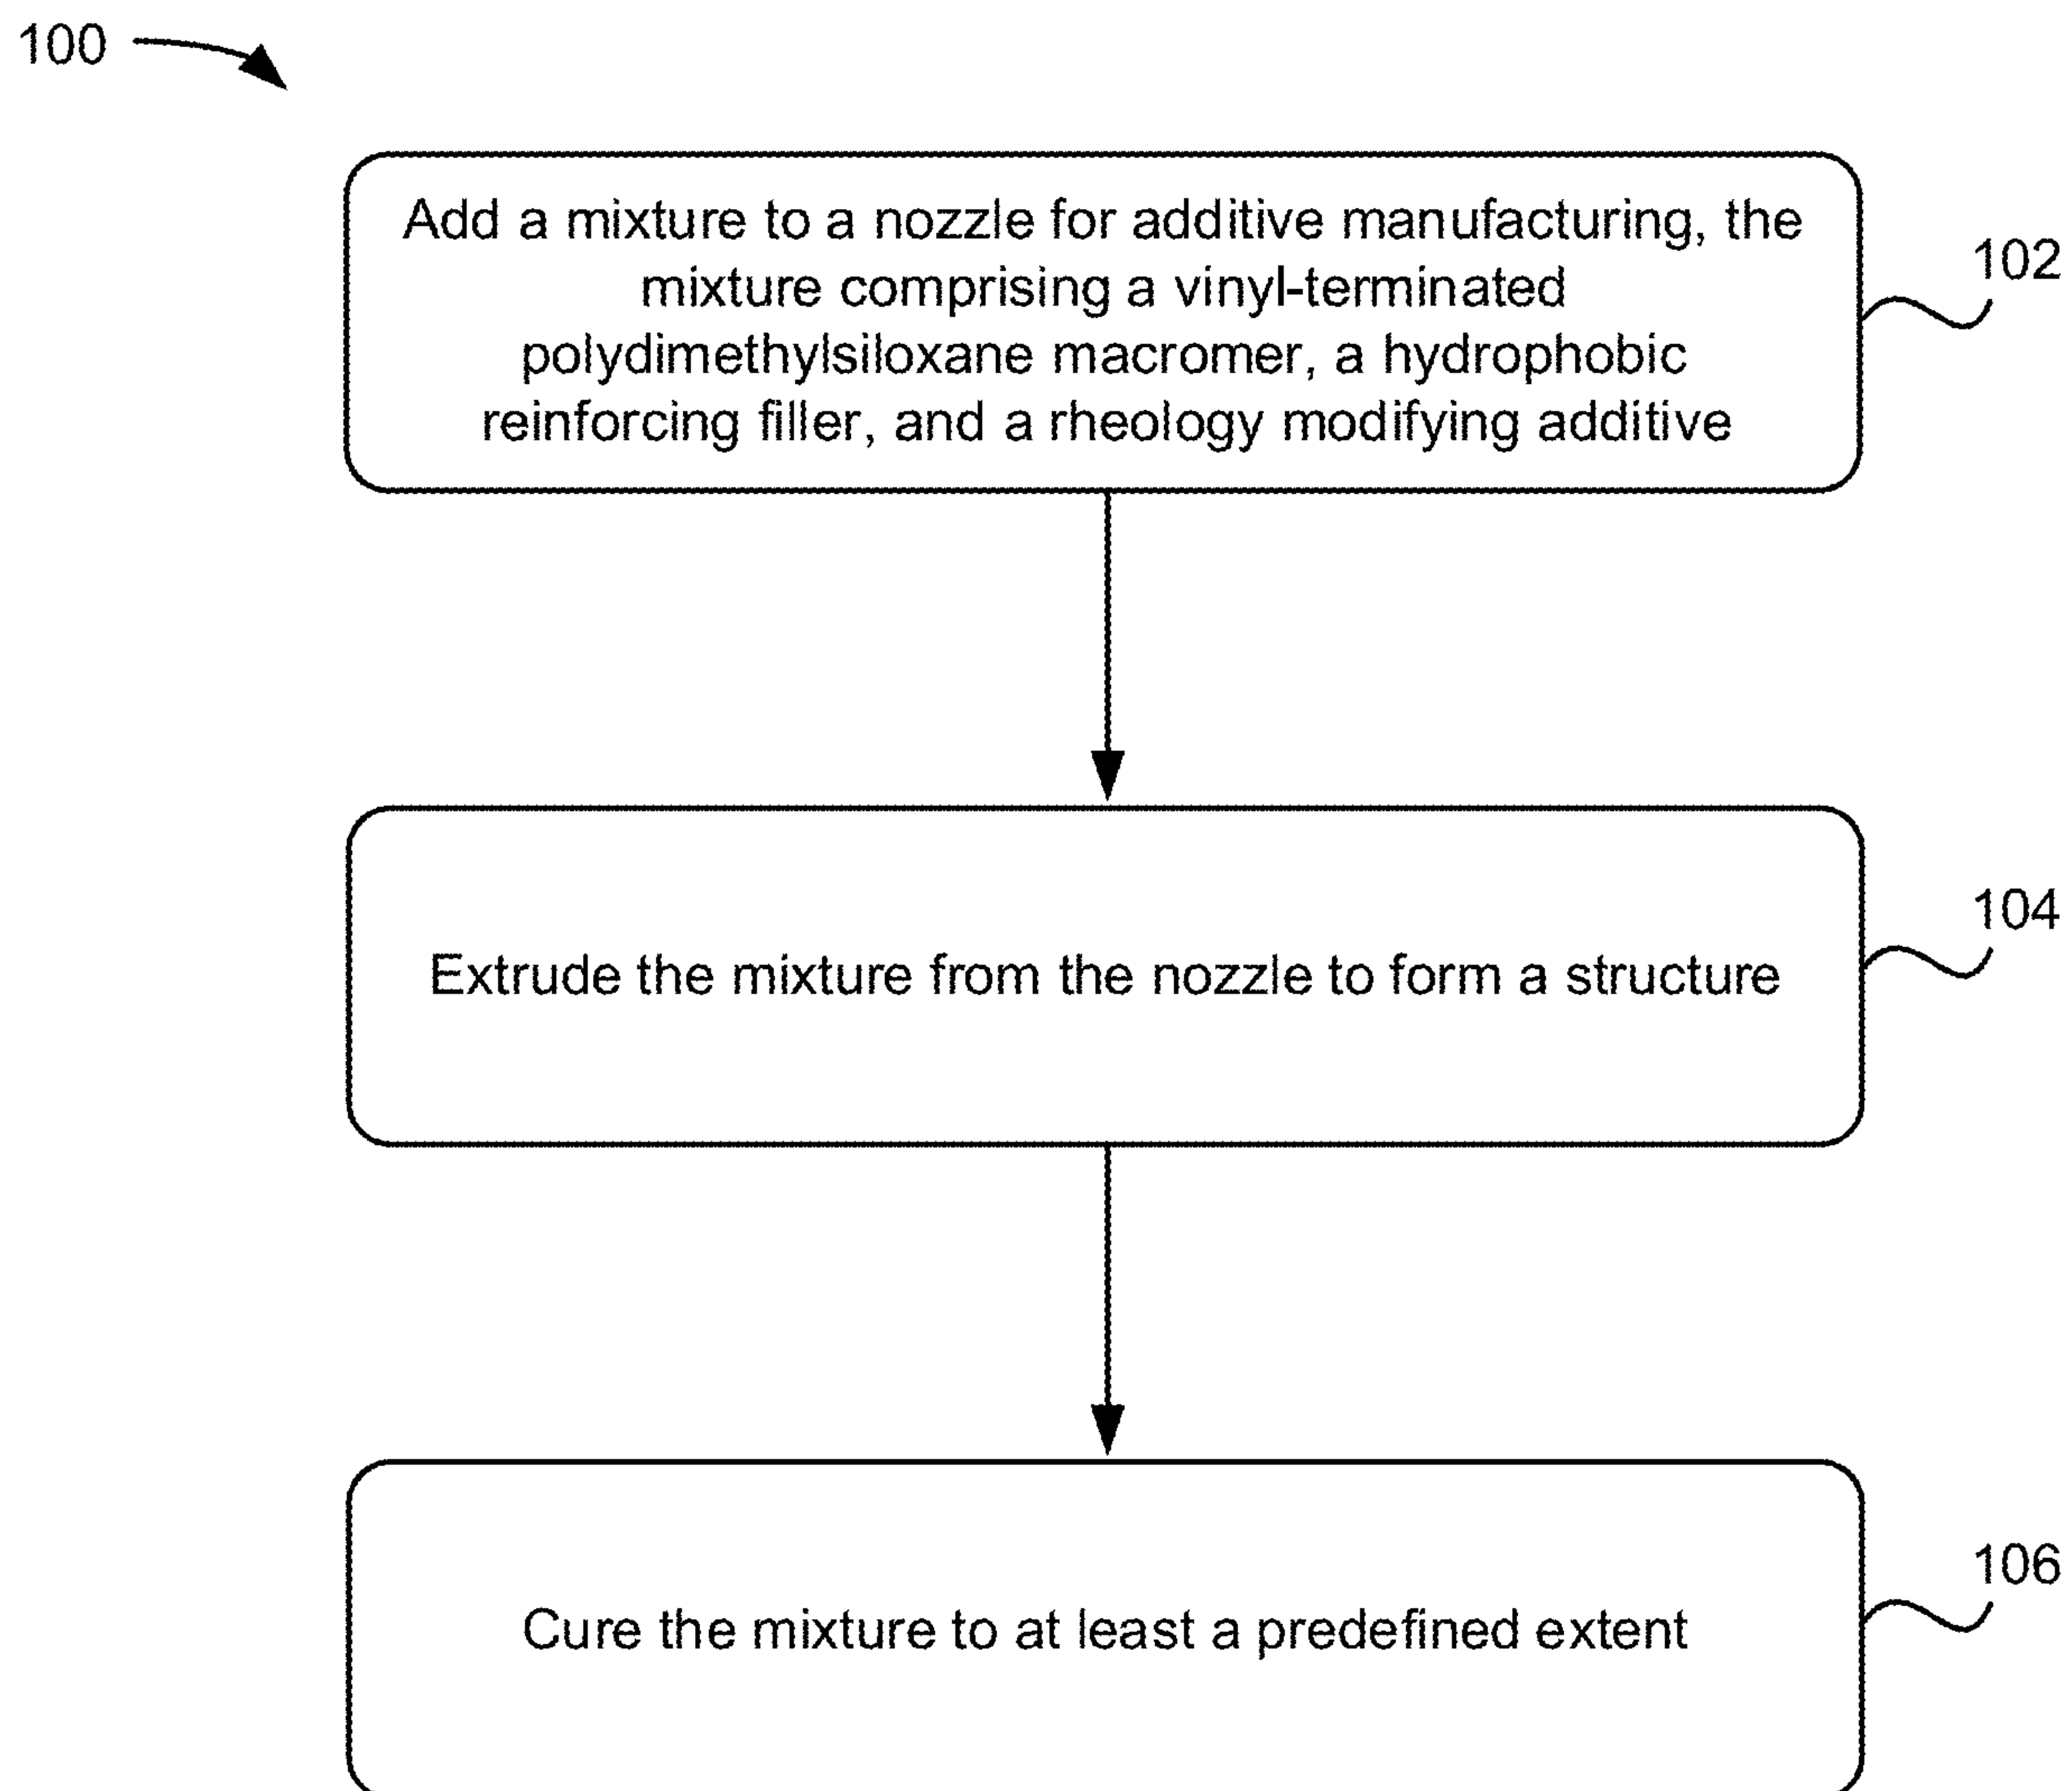 100
Add a mixture to a nozzle for additive manufacturing, the
mixture comprising a vinyl-terminated
polydimethylsiloxane macromer, a hydrophobic
reinforcing filler, and a rheology modifying additive
102
Extrude the mixture from the nozzle to form a structure
104
Cure the mixture to at least a predefined extent
106